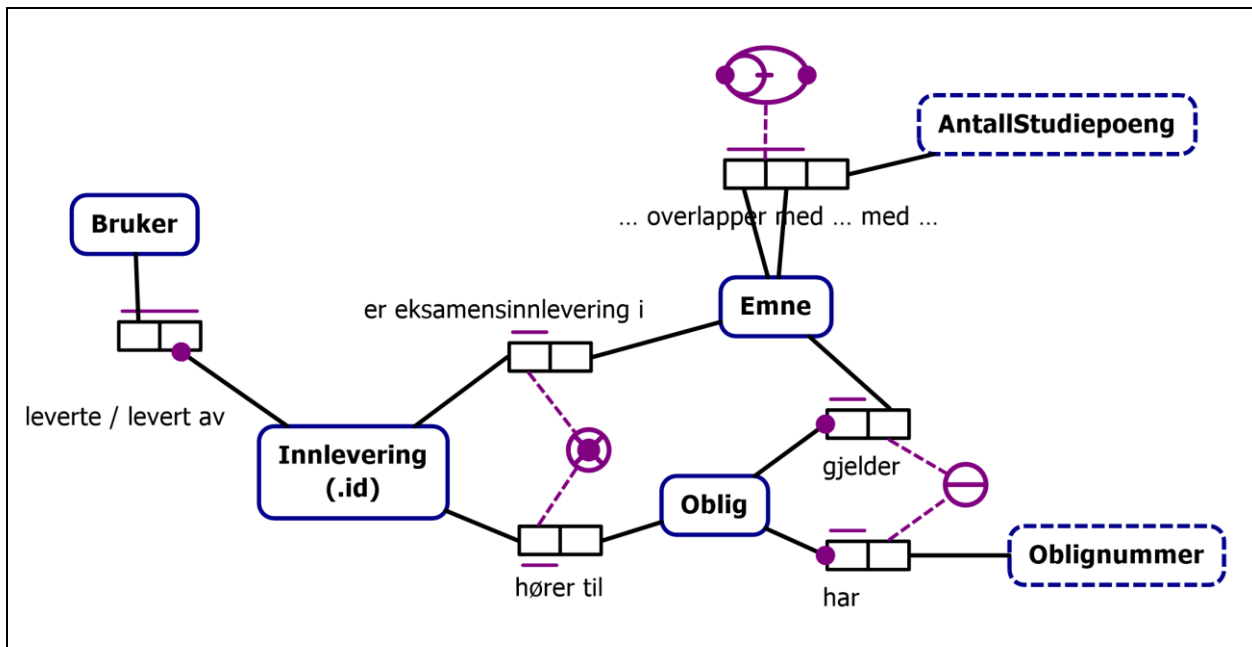 AntallStudiepoeng
Bruker
... overlapper med ... med ...
er eksamensinnlevering i
Emne
leverte / levert av
Innlevering
(.id)
gjelder
Oblig
Oblignummer
hører til
har